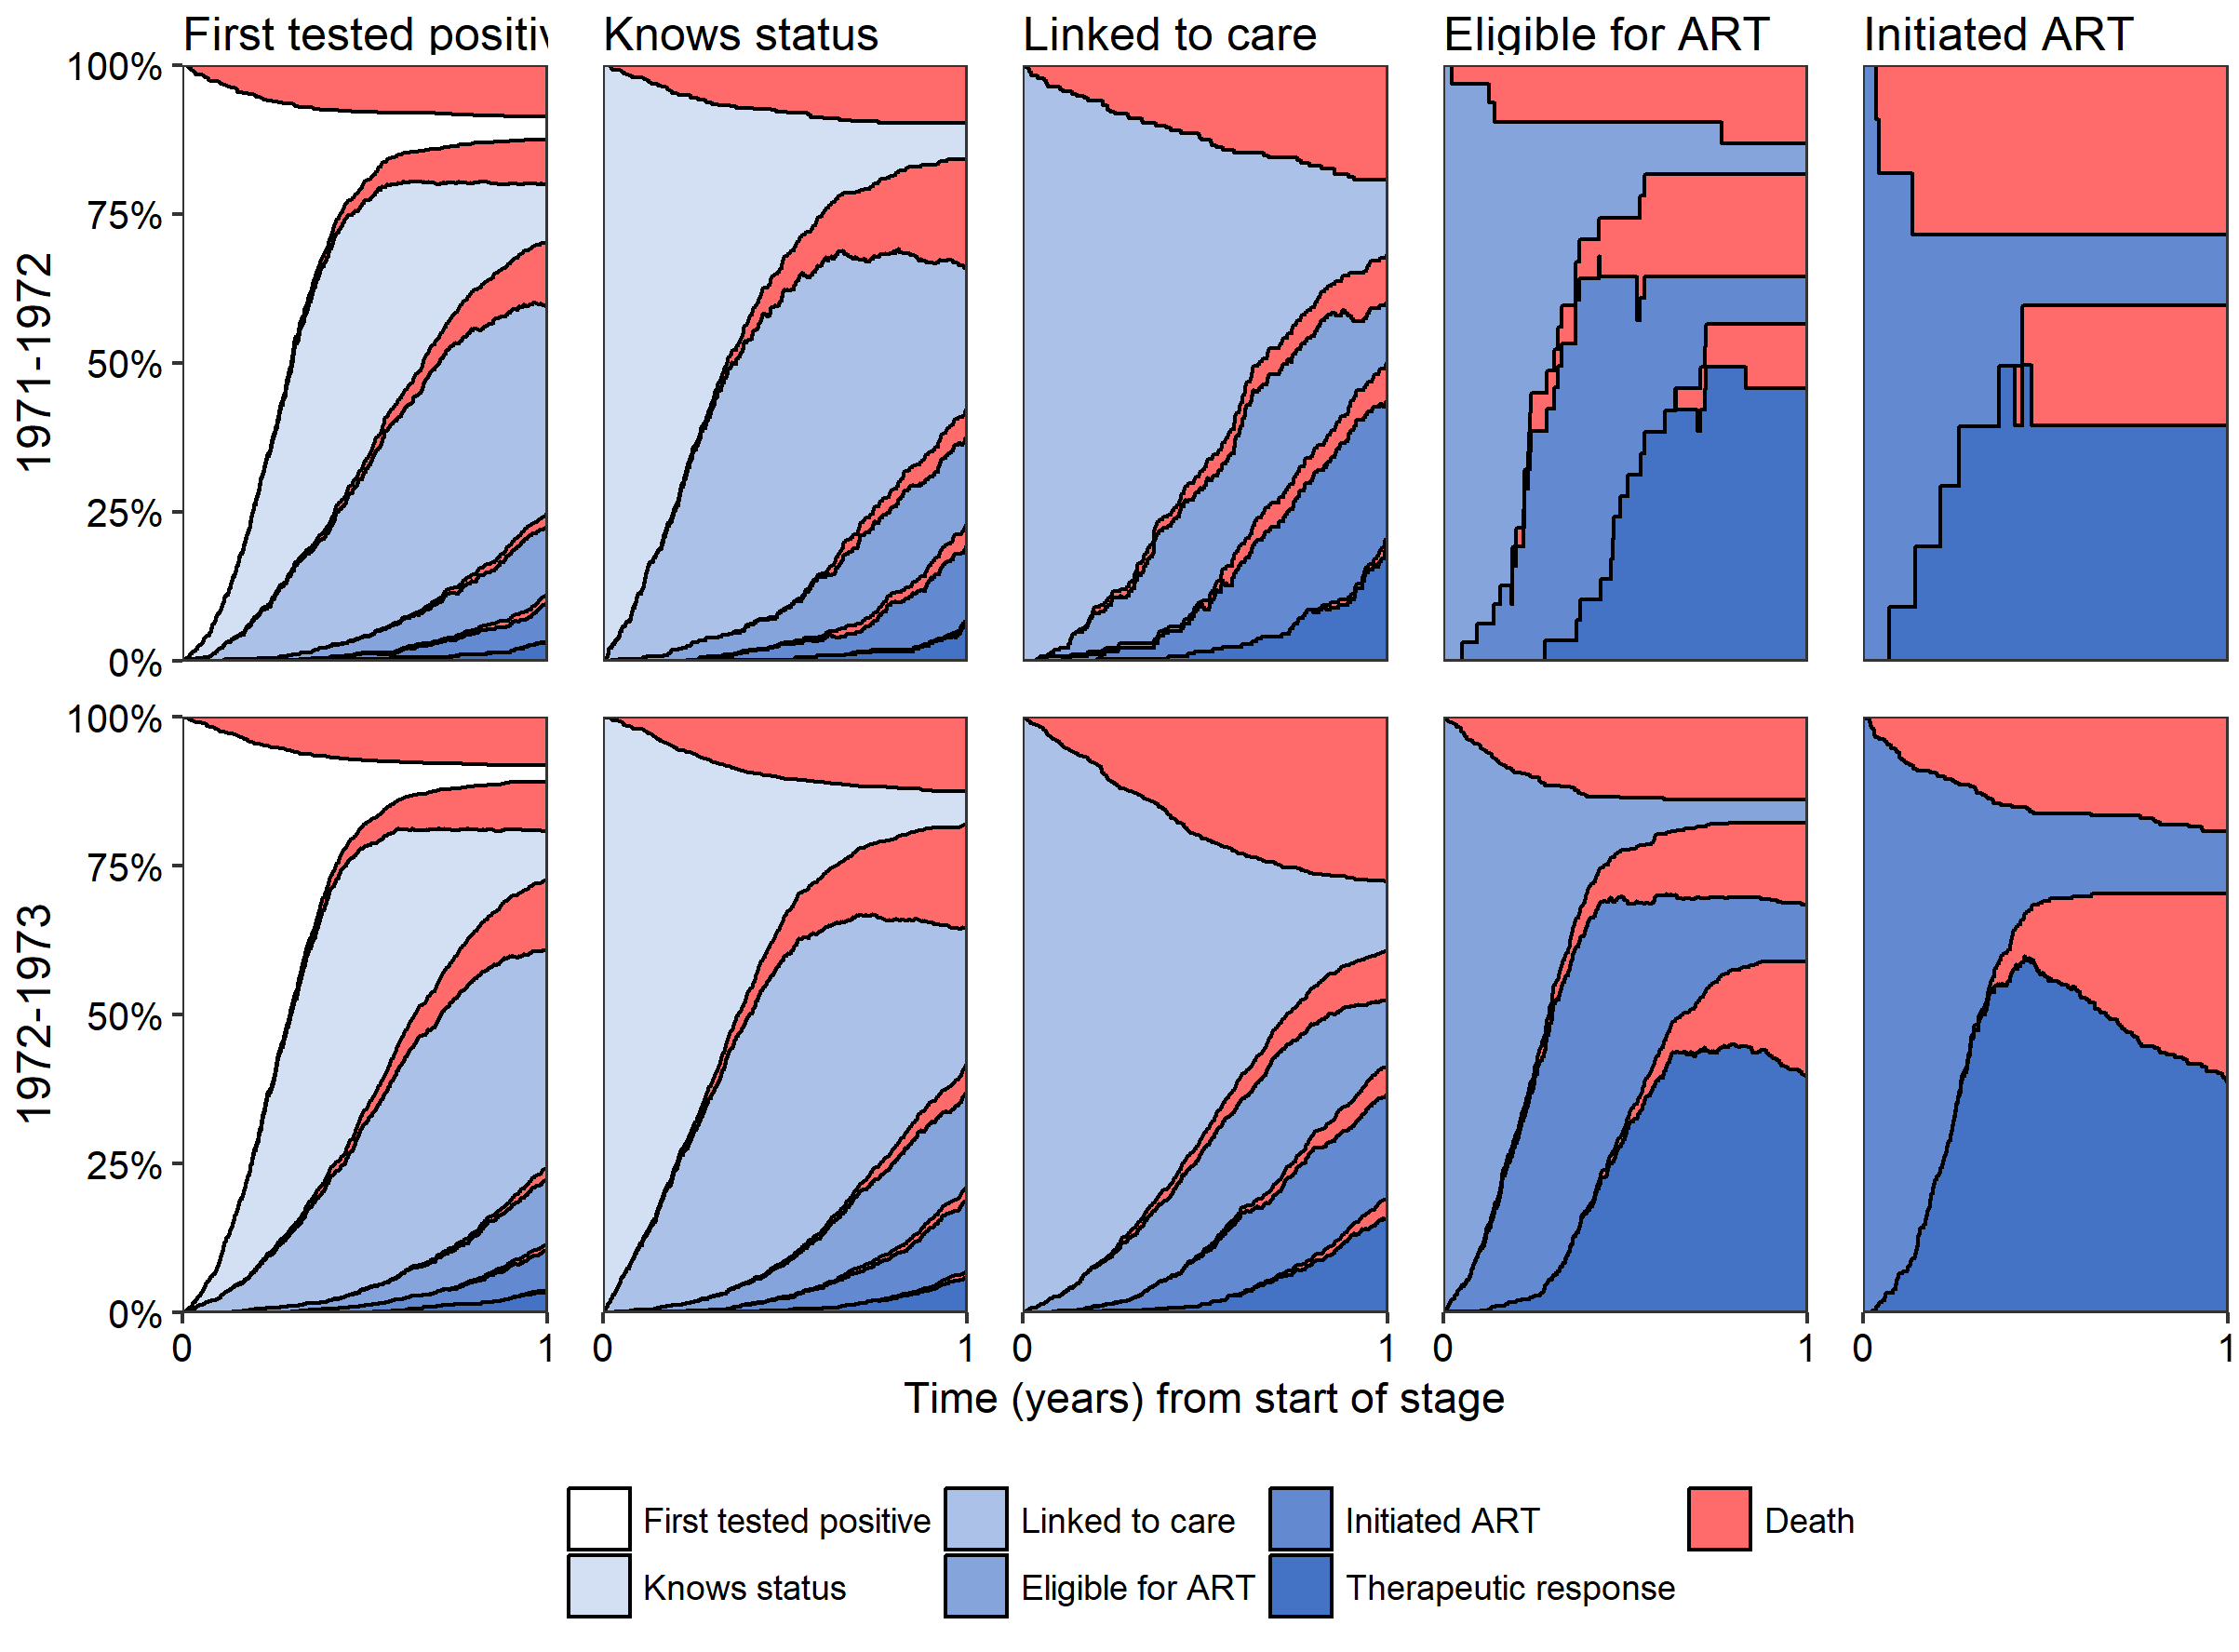 First tested positiv Knows status Linked to care Eligible for ART Initiated ART
100%
75%
50%
25%
0%
1971-1972
100%
75%
50%
25%
0%
1972-1973
0 1 0 1 0 1 0 1 0 1
Time (years) from start of stage
First tested positive Linked to care Initiated ART Death
Knows status Eligible for ART Therapeutic response